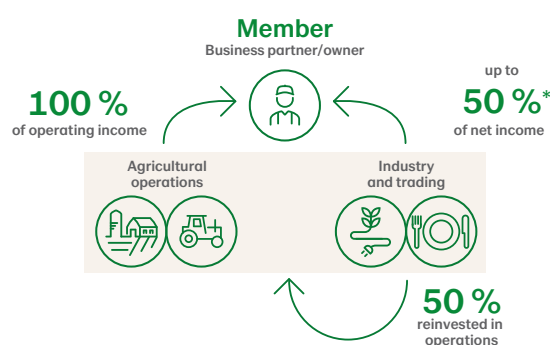 Member
Business partner/owner
100 %
of operating income
up to
50 %*
of net income
Agricultural
operations
Industry
and trading
50 %
reinvested in
operations